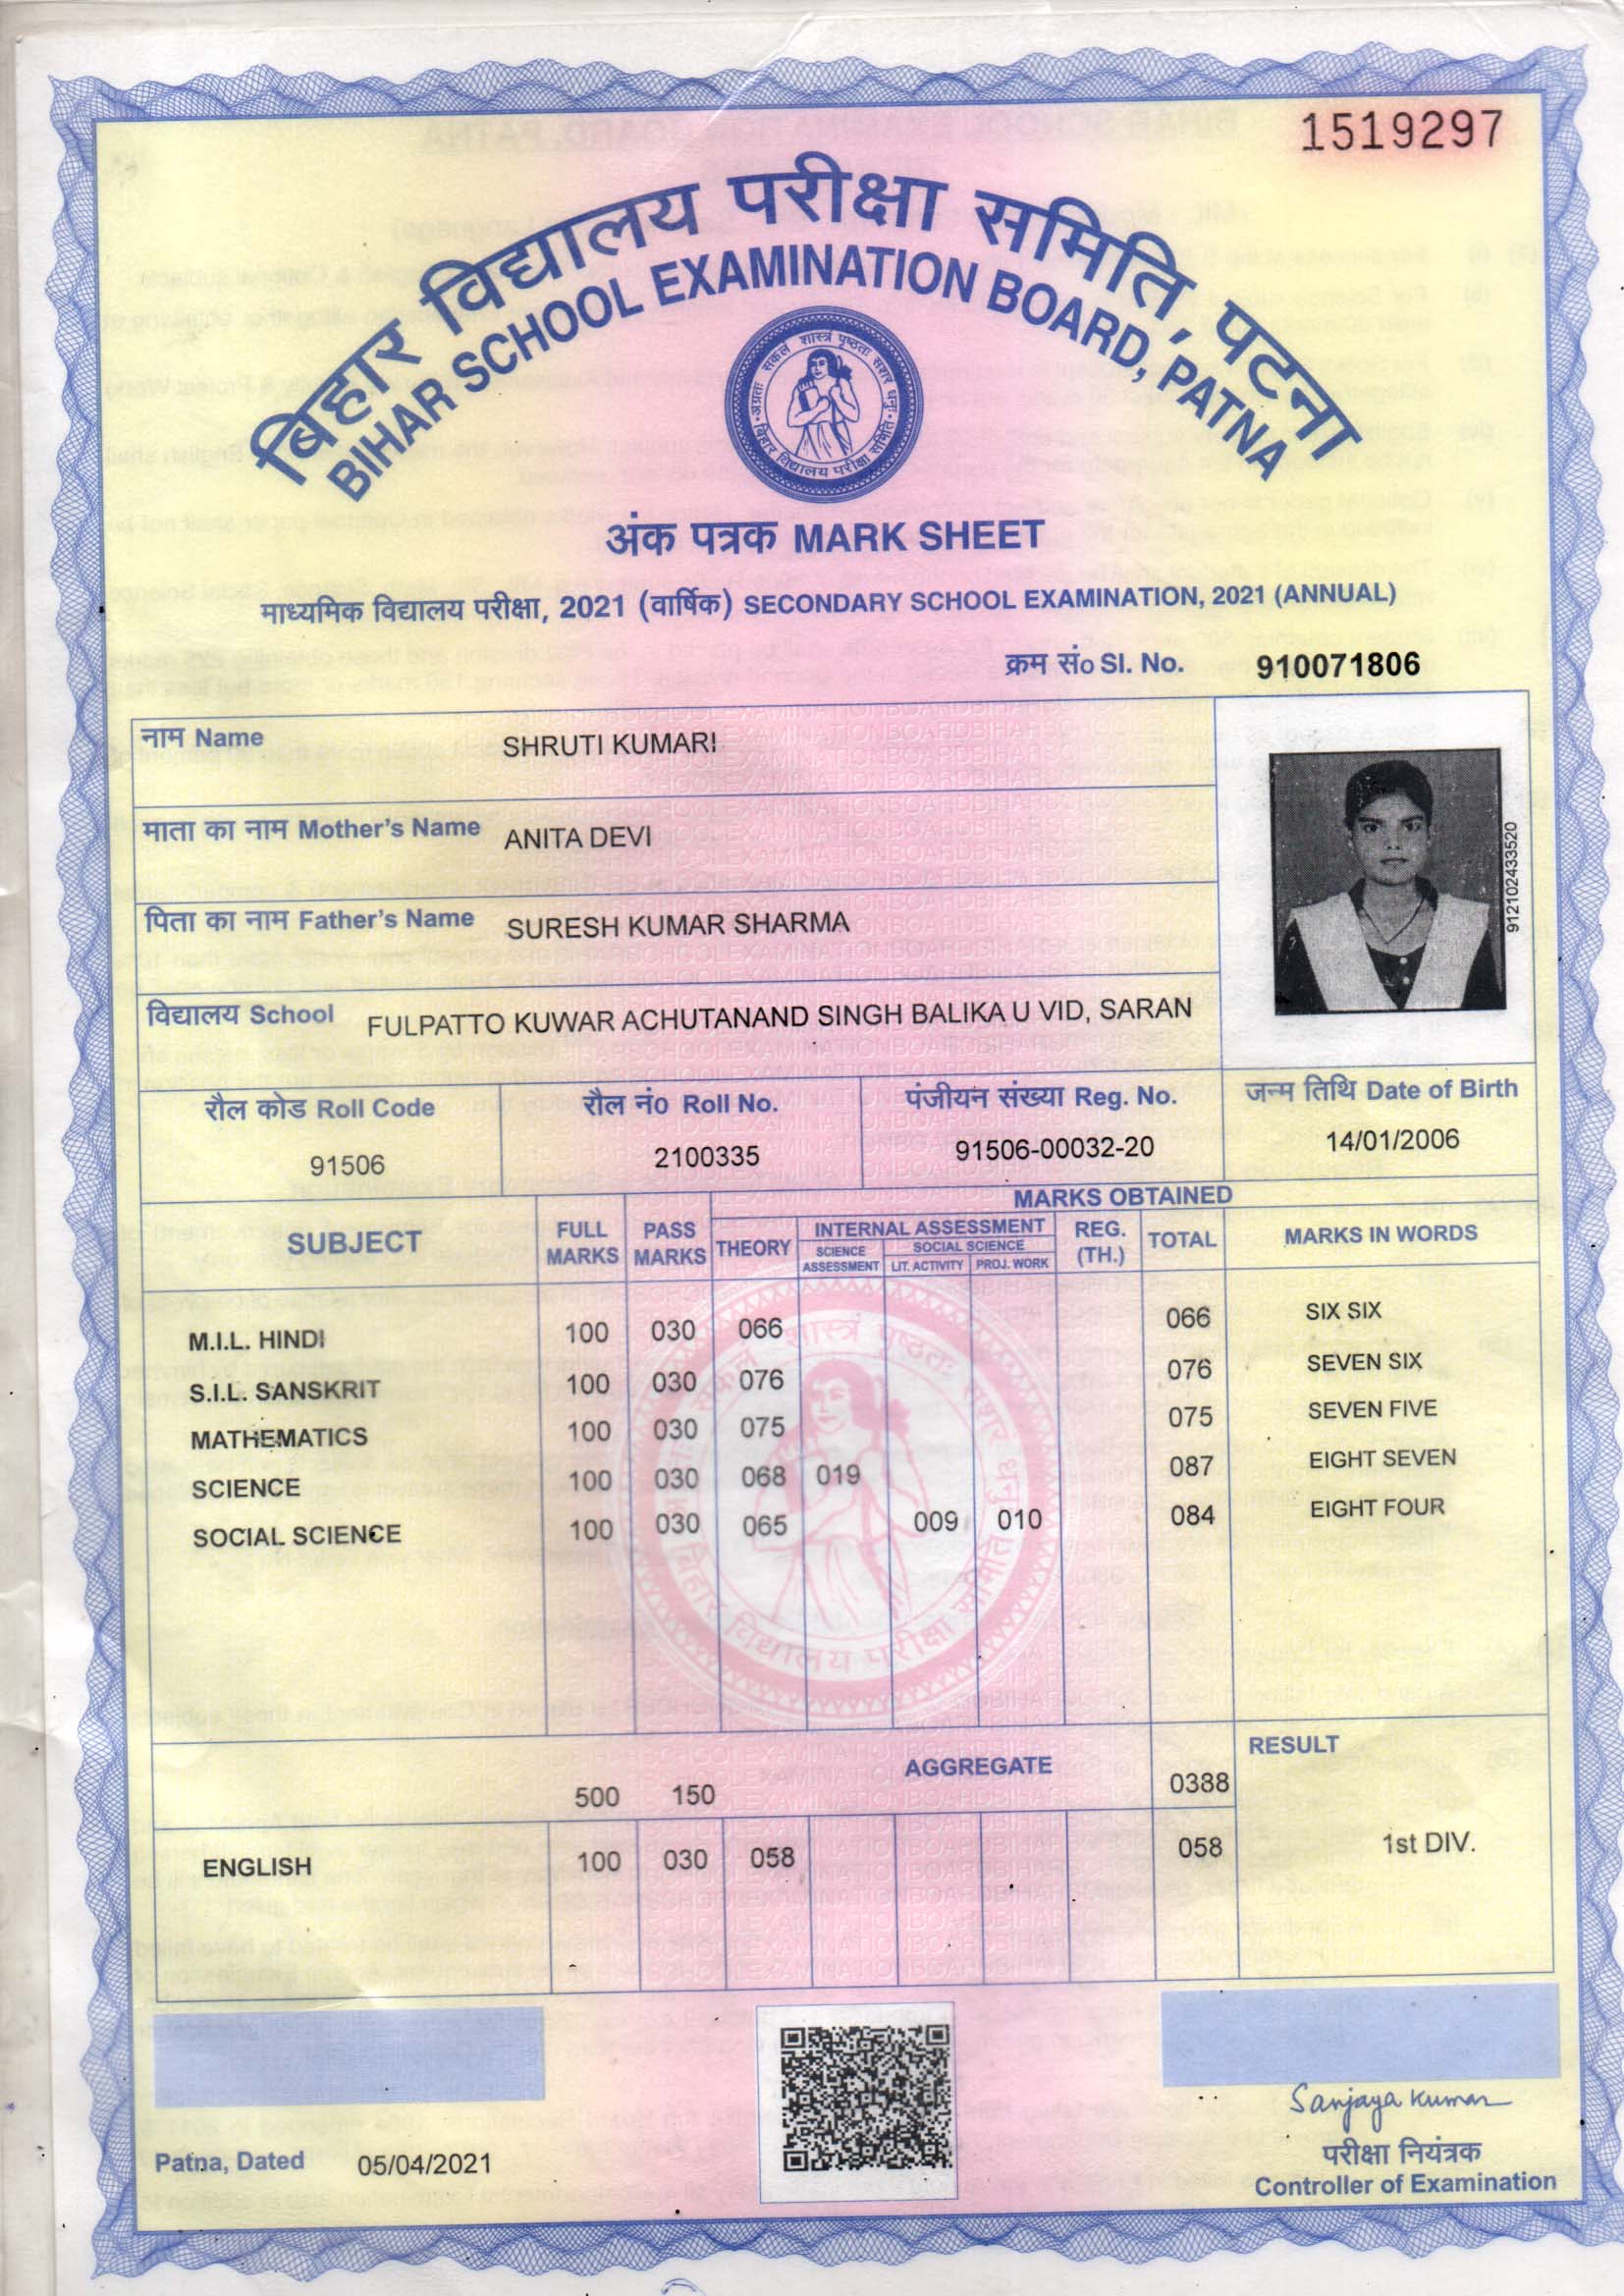 1519297
बिहार विद्यालय परीक्षा समिति, पटना
BIHAR SCHOOL EXAMINATION BOARD, PATNA
अंक पत्रक MARK SHEET
माध्यमिक विद्यालय परीक्षा, 2021 (वार्षिक) SECONDARY SCHOOL EXAMINATION, 2021 (ANNUAL)
क्रम सं० Sl. No. 910071806
नाम Name SHRUTI KUMARI
माता का नाम Mother's Name ANITA DEVI
पिता का नाम Father's Name SURESH KUMAR SHARMA
विद्यालय School FULPATTO KUWAR ACHUTANAND SINGH BALIKA U VID, SARAN
912102433520
रौल कोड Roll Code रौल नं० Roll No. पंजीयन संख्या Reg. No. जन्म तिथि Date of Birth
91506 2100335 91506-00032-20 14/01/2006
SUBJECT FULL MARKS PASS MARKS MARKS OBTAINED
THEORY INTERNAL ASSESSMENT REG. (TH.) TOTAL MARKS IN WORDS
SCIENCE ASSESSMENT SOCIAL SCIENCE LIT. ACTIVITY PROJ. WORK
M.I.L. HINDI 100 030 066 066 SIX SIX
S.I.L. SANSKRIT 100 030 076 076 SEVEN SIX
MATHEMATICS 100 030 075 075 SEVEN FIVE
SCIENCE 100 030 068 019 087 EIGHT SEVEN
SOCIAL SCIENCE 100 030 065 009 010 084 EIGHT FOUR
500 150 AGGREGATE 0388 RESULT
ENGLISH 100 030 058 058 1st DIV.
Sanjaya Kumar
Patna, Dated 05/04/2021
परीक्षा नियंत्रक
Controller of Examination